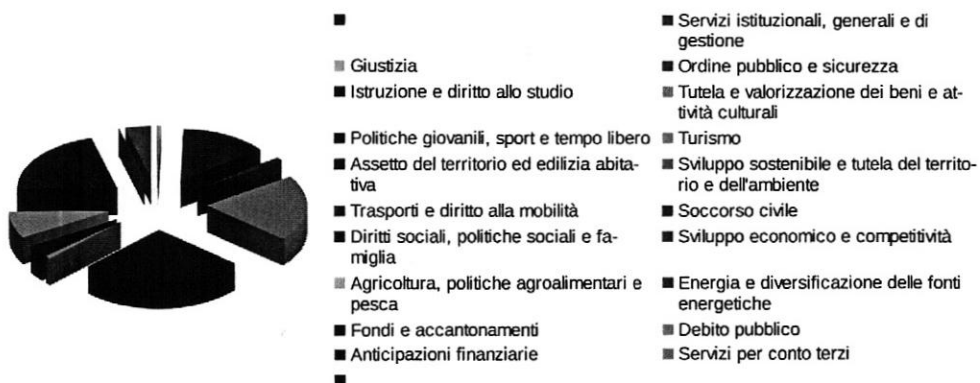 Servizi istituzionali, generali e di
gestione
Giustizia
Ordine pubblico e sicurezza
Istruzione e diritto allo studio
Tutela e valorizzazione dei beni e at-
tività culturali
Politiche giovanili, sport e tempo libero
Turismo
Assetto del territorio ed edilizia abita-
tiva
Sviluppo sostenibile e tutela del territo-
rio e dell'ambiente
Trasporti e diritto alla mobilità
Soccorso civile
Diritti sociali, politiche sociali e fa-
miglia
Sviluppo economico e competitività
Agricoltura, politiche agroalimentari e
pesca
Energia e diversificazione delle fonti
energetiche
Fondi e accantonamenti
Debito pubblico
Anticipazioni finanziarie
Servizi per conto terzi